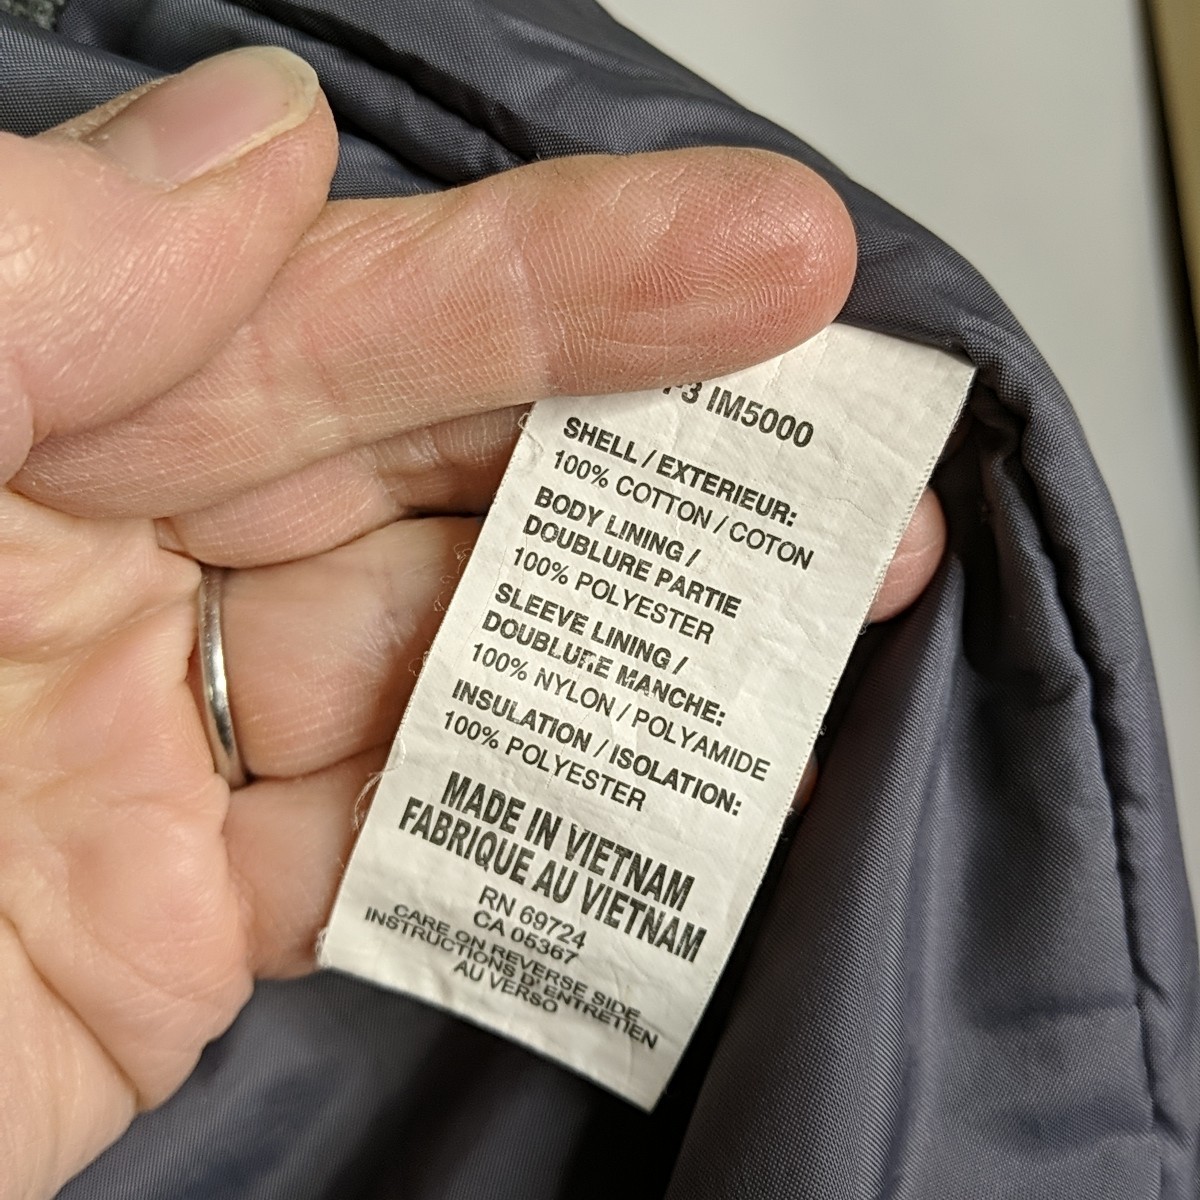 IM5000
SHELL / EXTERIEUR:
100% COTTON / COTON
BODY LINING /
DOUBLURE PARTIE
100% POLYESTER
SLEEVE LINING /
DOUBLURE MANCHE:
100% NYLON / POLYAMIDE
INSULATION / ISOLATION:
100% POLYESTER
MADE IN VIETNAM
FABRIQUE AU VIETNAM
RN 69724
CA 05367
CARE ON REVERSE SIDE
INSTRUCTIONS D' ENTRETIEN
AU VERSO